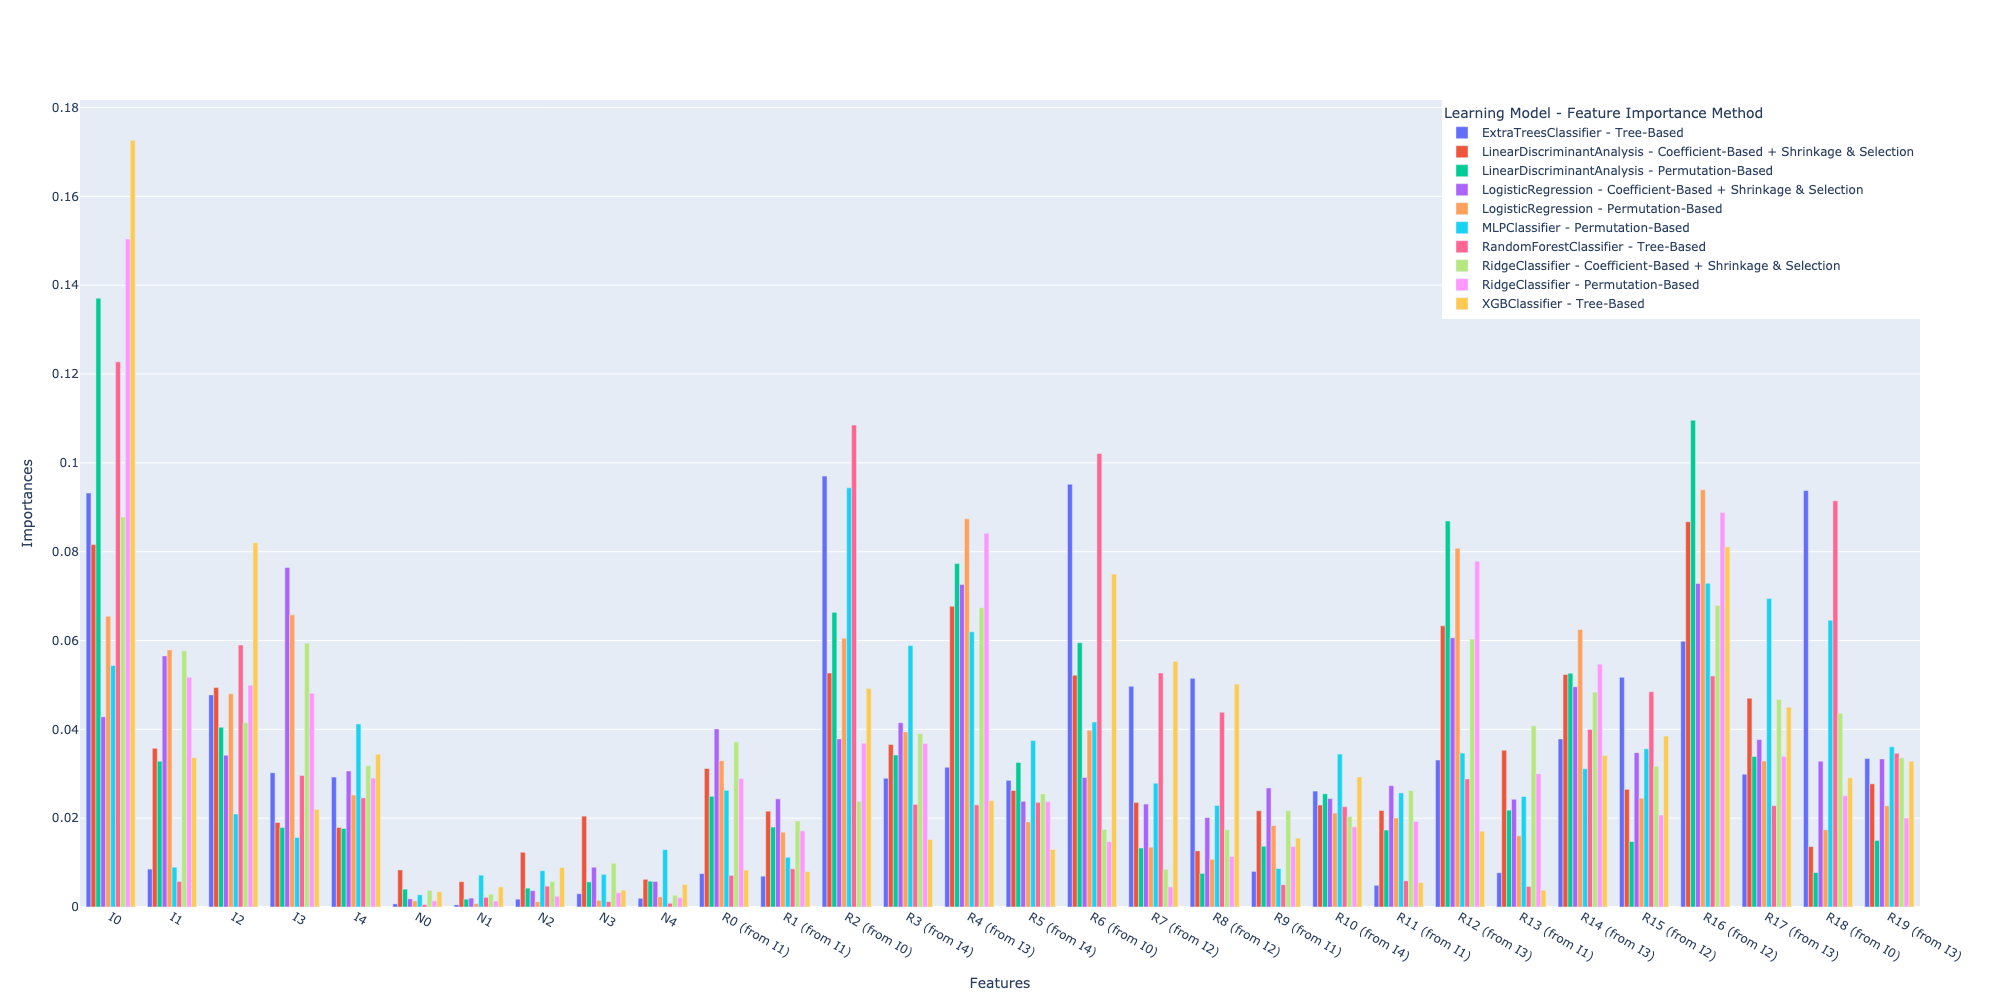 0.18
0.16
0.14
0.12
0.1
0.08
0.06
0.04
0.02
0
Importances
Learning Model - Feature Importance Method
ExtraTreesClassifier - Tree-Based
LinearDiscriminantAnalysis - Coefficient-Based + Shrinkage & Selection
LinearDiscriminantAnalysis - Permutation-Based
LogisticRegression - Coefficient-Based + Shrinkage & Selection
LogisticRegression - Permutation-Based
MLPClassifier - Permutation-Based
RandomForestClassifier - Tree-Based
RidgeClassifier - Coefficient-Based + Shrinkage & Selection
RidgeClassifier - Permutation-Based
XGBClassifier - Tree-Based
I0
I1
I2
I3
I4
N0
N1
N2
N3
N4
R0 (from I1)
R1 (from I1)
R2 (from I0)
R3 (from I4)
R4 (from I3)
R5 (from I4)
R6 (from I0)
R7 (from I2)
R8 (from I2)
R9 (from I1)
R10 (from I4)
R11 (from I1)
R12 (from I3)
R13 (from I1)
R14 (from I3)
R15 (from I2)
R16 (from I2)
R17 (from I3)
R18 (from I0)
R19 (from I3)
Features